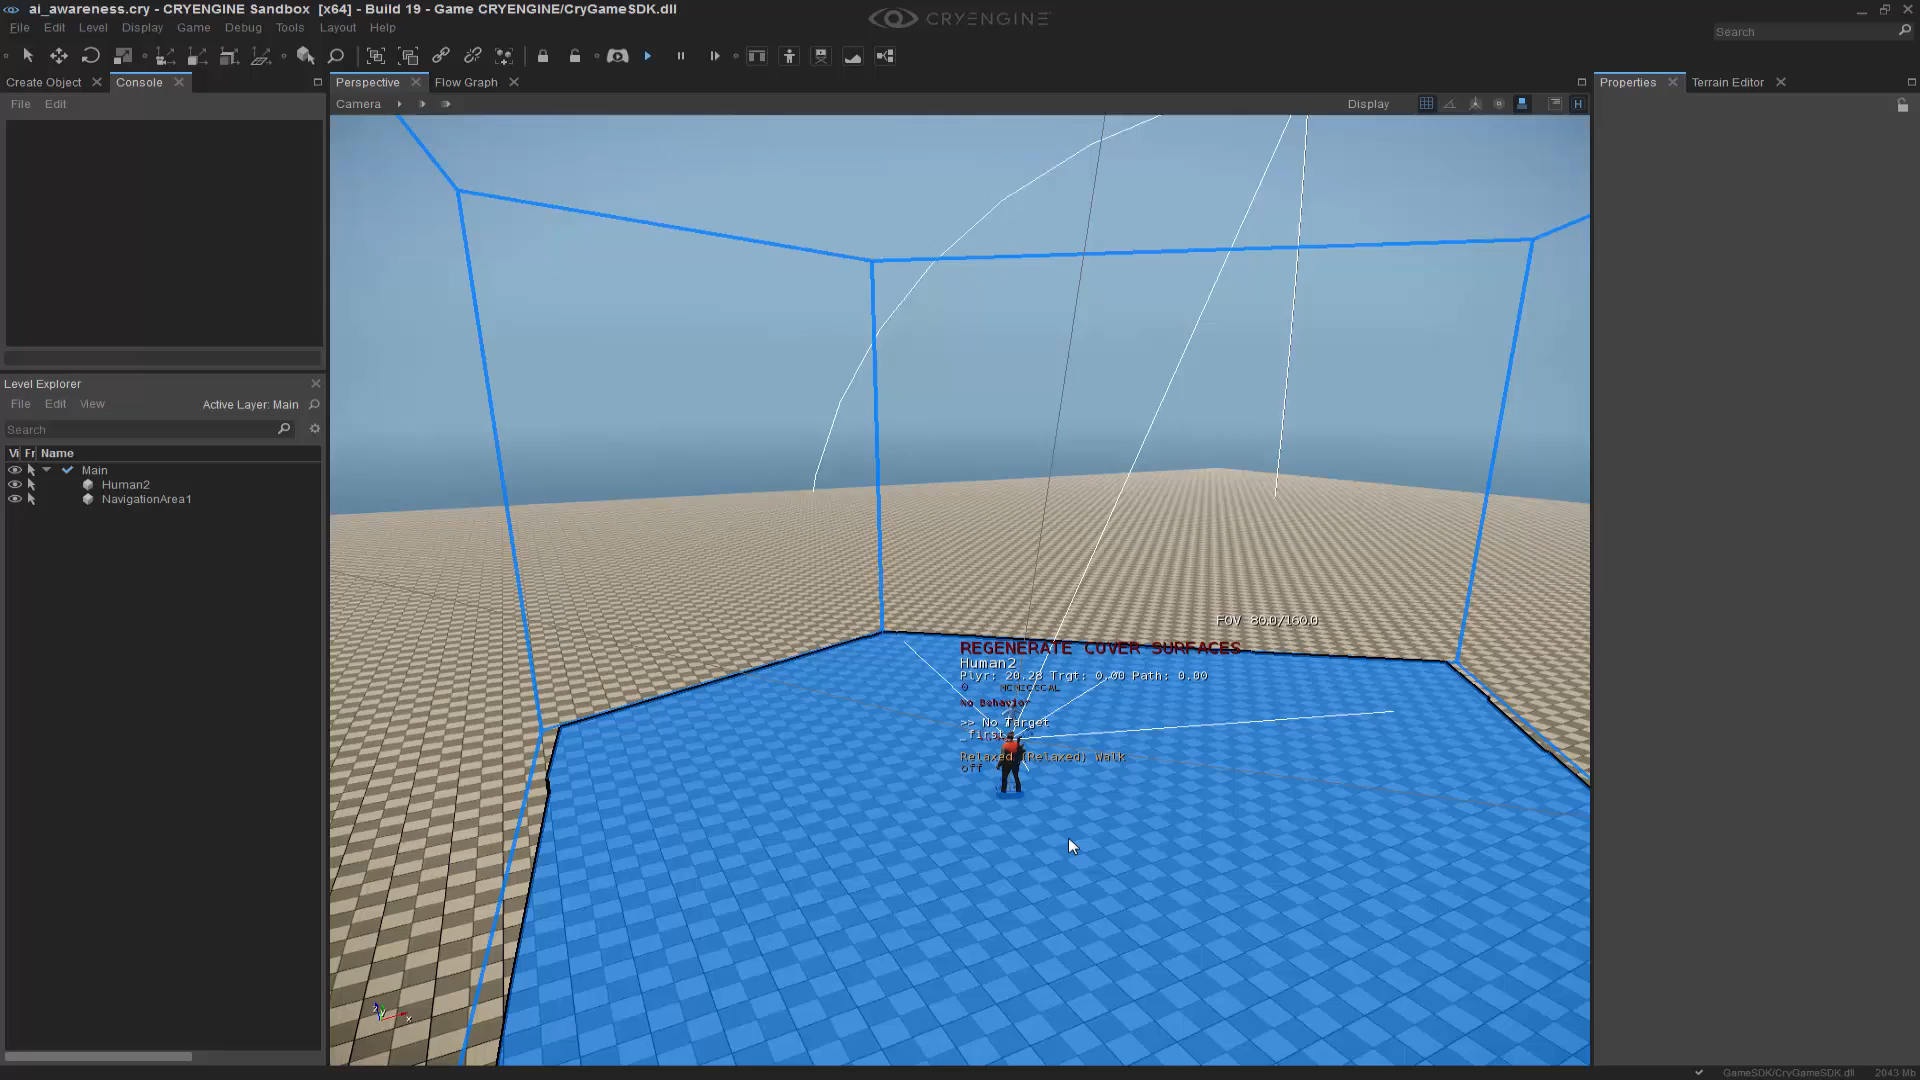 ai_awareness.cry - CRYENGINE Sandbox [x64] - Build 19 - Game CRYENGINE/CryGameSDK.dll
CRYENGINE
File Edit Level Display Game Debug Tools Layout Help
Search
Create Object
Console
Perspective
Flow Graph
Properties
Terrain Editor
File Edit
Camera
Display
H
Level Explorer
File Edit View
Active Layer: Main
Search
Vi Fr Name
Main
Human2
NavigationArea1
FOV 80.0/160.0
REGENERATE COVER SURFACES
Human2
Plyr: 20.28 Trgt: 0.00 Path: 0.00
0
No Behavior
>> No Target
_first_
Relaxed (Relaxed) Walk
off
z y x
GameSDK/CryGameSDK.dll 2043 Mb